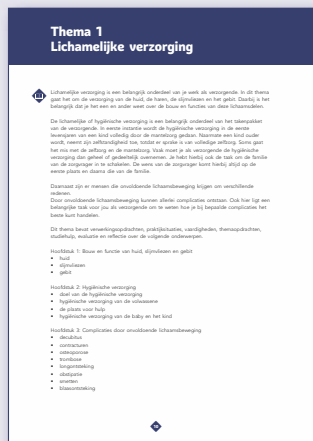 Thema 1
Lichamelijke verzorging
Lichamelijke verzorging is een belangrijk onderdeel van je werk als verzorgende. In dit thema
gaat het om de verzorging van de huid, de haren, de slijmvliezen en het gebit. Daarbij is het
belangrijk dat je het een en ander weet over de bouw en functies van deze lichaamsdelen.
De lichamelijke of hygiënische verzorging is een belangrijk onderdeel van het takenpakket
van de verzorgende. In eerste instantie wordt de hygiënische verzorging in de eerste
levensjaren van een kind volledig door de mantelzorg gedaan. Naarmate een kind ouder
wordt, neemt zijn zelfstandigheid toe, totdat er sprake is van volledige zelfzorg. Soms gaat
het mis met de zelfzorg en de mantelzorg. Vaak moet je als verzorgende de hygiënische
verzorging dan geheel of gedeeltelijk overnemen. Je hebt hierbij ook de taak om de familie
van de zorgvrager in te schakelen. De wens van de zorgvrager komt hierbij altijd op de
eerste plaats en daarna die van de familie.
Daarnaast zijn er mensen die onvoldoende lichaamsbeweging krijgen om verschillende
redenen.
Door onvoldoende lichaamsbeweging kunnen allerlei complicaties ontstaan. Ook hier ligt een
belangrijke taak voor jou als verzorgende om te weten hoe je bij bepaalde complicaties het
beste kunt handelen.
Dit thema bevat verwerkingsopdrachten, praktijksituaties, vaardigheden, themaopdrachten,
studiehulp, evaluatie en reflectie over de volgende onderwerpen.
Hoofdstuk 1: Bouw en functie van huid, slijmvliezen en gebit
• huid
• slijmvliezen
• gebit
Hoofdstuk 2: Hygiënische verzorging
• doel van de hygiënische verzorging
• hygiënische verzorging van de volwassene
• de plaats voor hulp
• hygiënische verzorging van de baby en het kind
Hoofdstuk 3: Complicaties door onvoldoende lichaamsbeweging
• decubitus
• contracturen
• osteoporose
• trombose
• longontsteking
• obstipatie
• smetten
• blaasontsteking